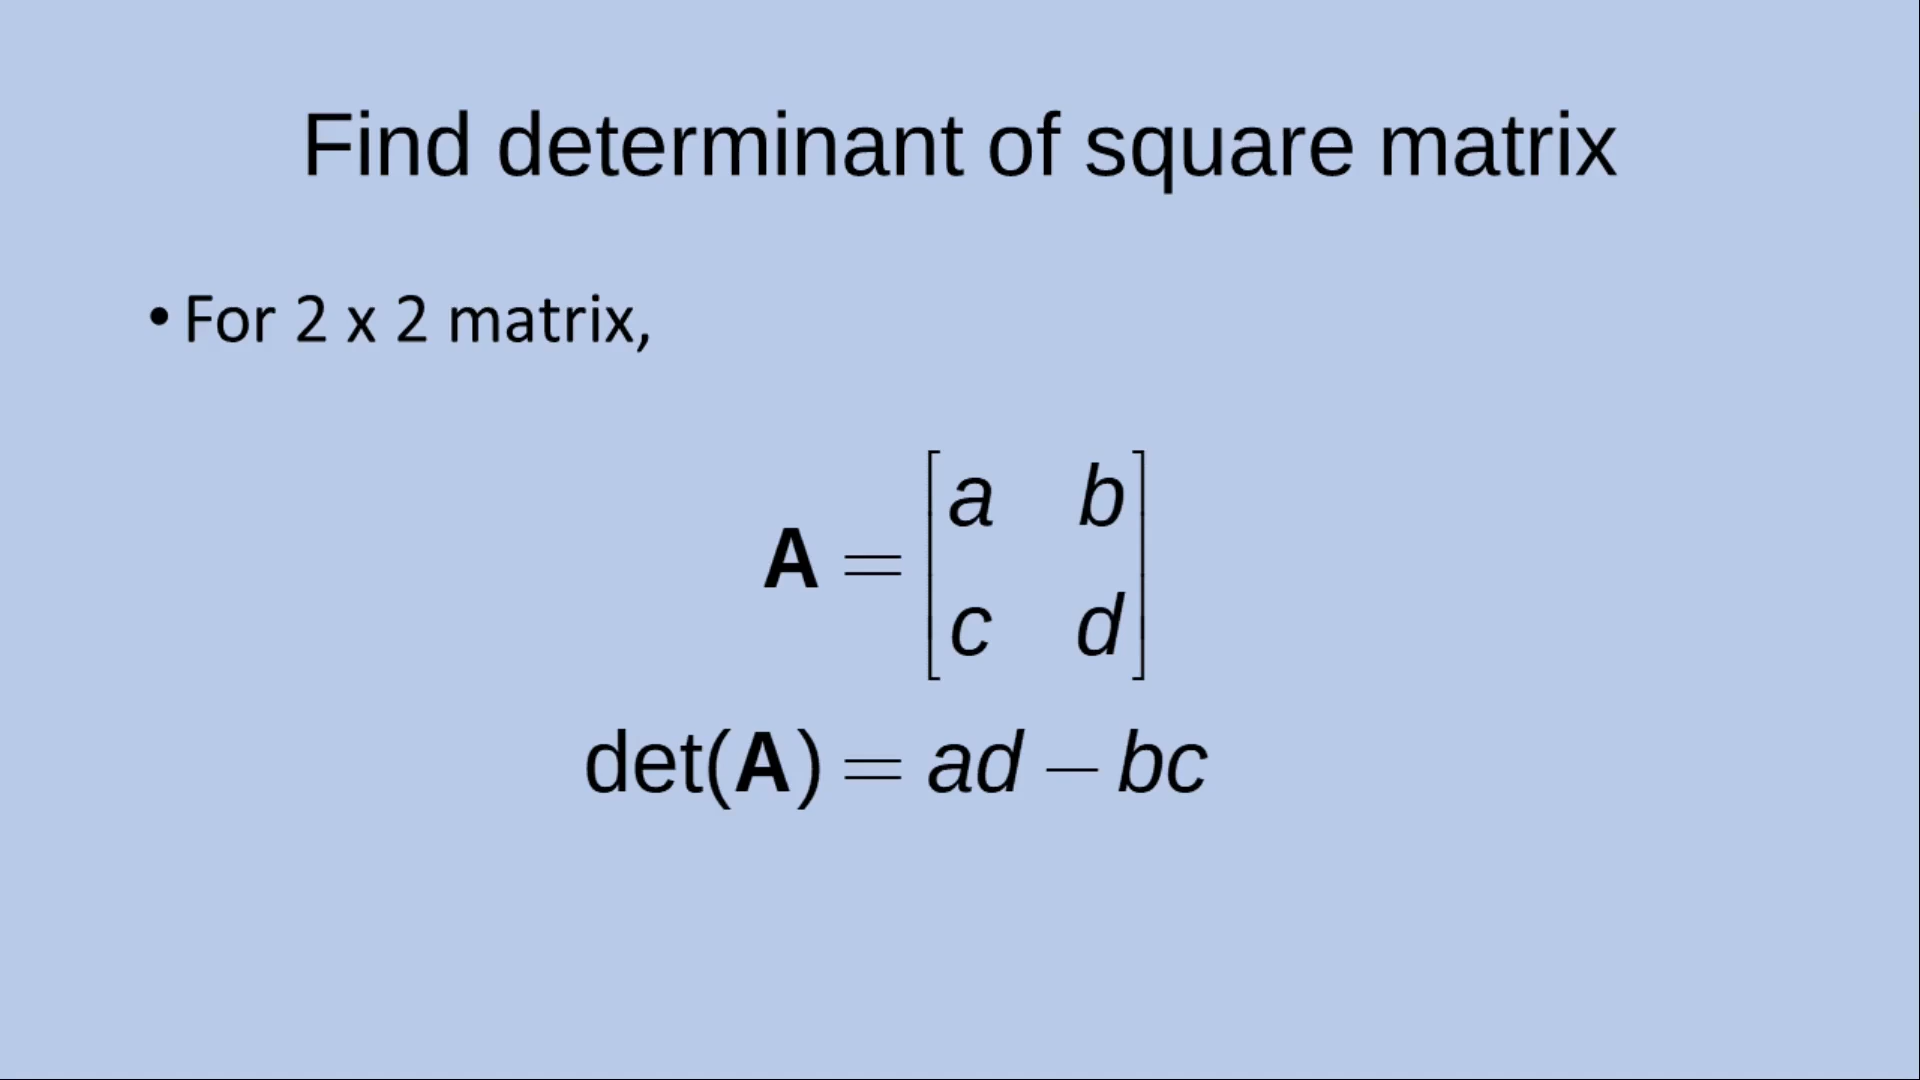 Find determinant of square matrix
• For 2 x 2 matrix,
A = [a b
c d]
det(A) = ad – bc